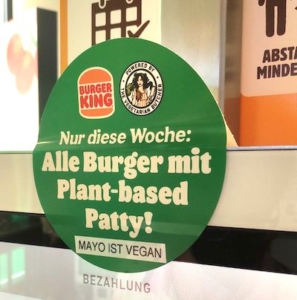 ABSTA
MINDE
BURGER
KING
POWERED BY
THE VEGETARIAN BUTCHER
Nur diese Woche:
Alle Burger mit
Plant-based
Patty!
MAYO IST VEGAN
BEZAHLUNG